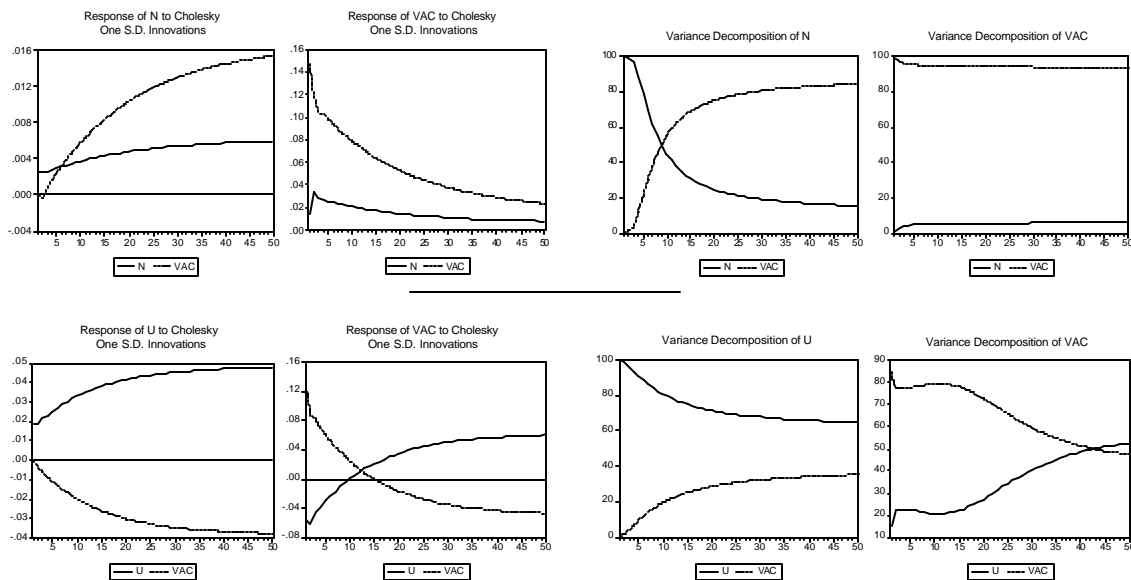 Response of N to Cholesky
One S.D. Innovations
.016
.012
.008
.004
.000
-.004
5 10 15 20 25 30 35 40 45 50
N VAC
Response of VAC to Cholesky
One S.D. Innovations
.16
.14
.12
.10
.08
.06
.04
.02
.00
5 10 15 20 25 30 35 40 45 50
N VAC
Variance Decomposition of N
100
80
60
40
20
0
5 10 15 20 25 30 35 40 45 50
N VAC
Variance Decomposition of VAC
100
80
60
40
20
0
5 10 15 20 25 30 35 40 45 50
N VAC
Response of U to Cholesky
One S.D. Innovations
.05
.04
.03
.02
.01
.00
-.01
-.02
-.03
-.04
5 10 15 20 25 30 35 40 45 50
U VAC
Response of VAC to Cholesky
One S.D. Innovations
.16
.12
.08
.04
.00
-.04
-.08
5 10 15 20 25 30 35 40 45 50
U VAC
Variance Decomposition of U
100
80
60
40
20
0
5 10 15 20 25 30 35 40 45 50
U VAC
Variance Decomposition of VAC
90
80
70
60
50
40
30
20
10
5 10 15 20 25 30 35 40 45 50
U VAC